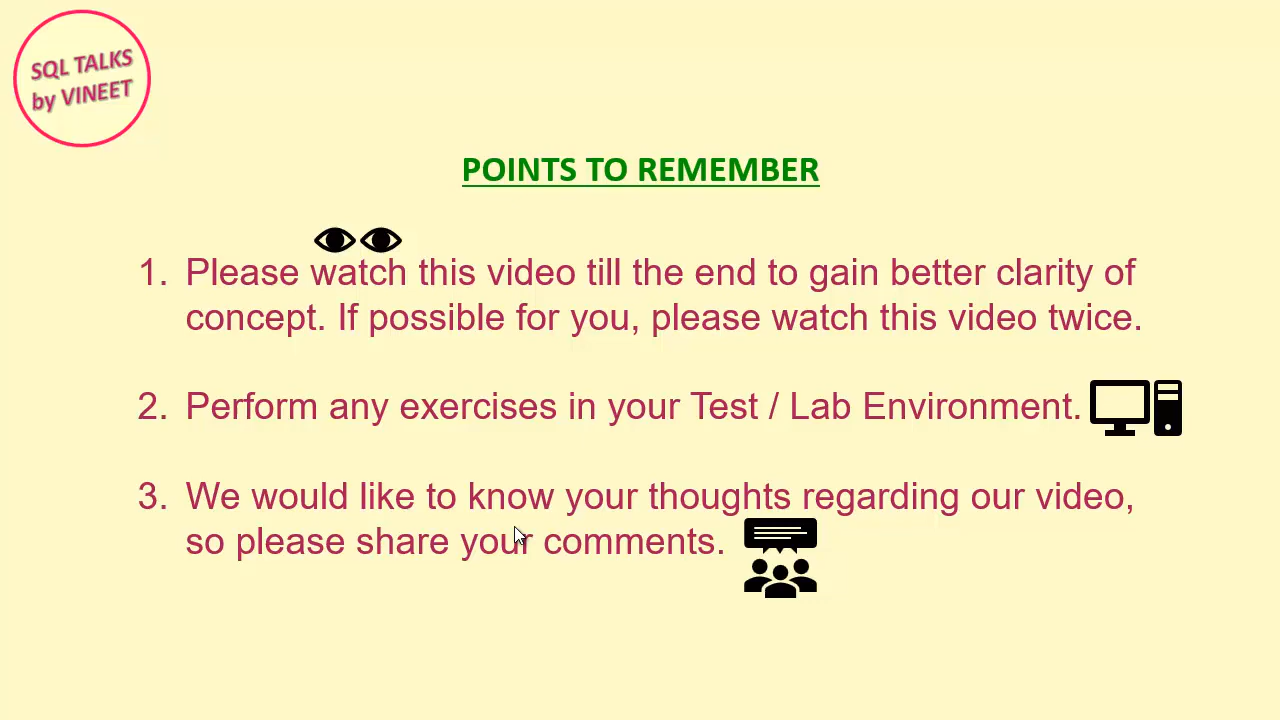 SQL TALKS
by VINEET
POINTS TO REMEMBER
1. Please watch this video till the end to gain better clarity of
concept. If possible for you, please watch this video twice.
2. Perform any exercises in your Test / Lab Environment.
3. We would like to know your thoughts regarding our video,
so please share your comments.